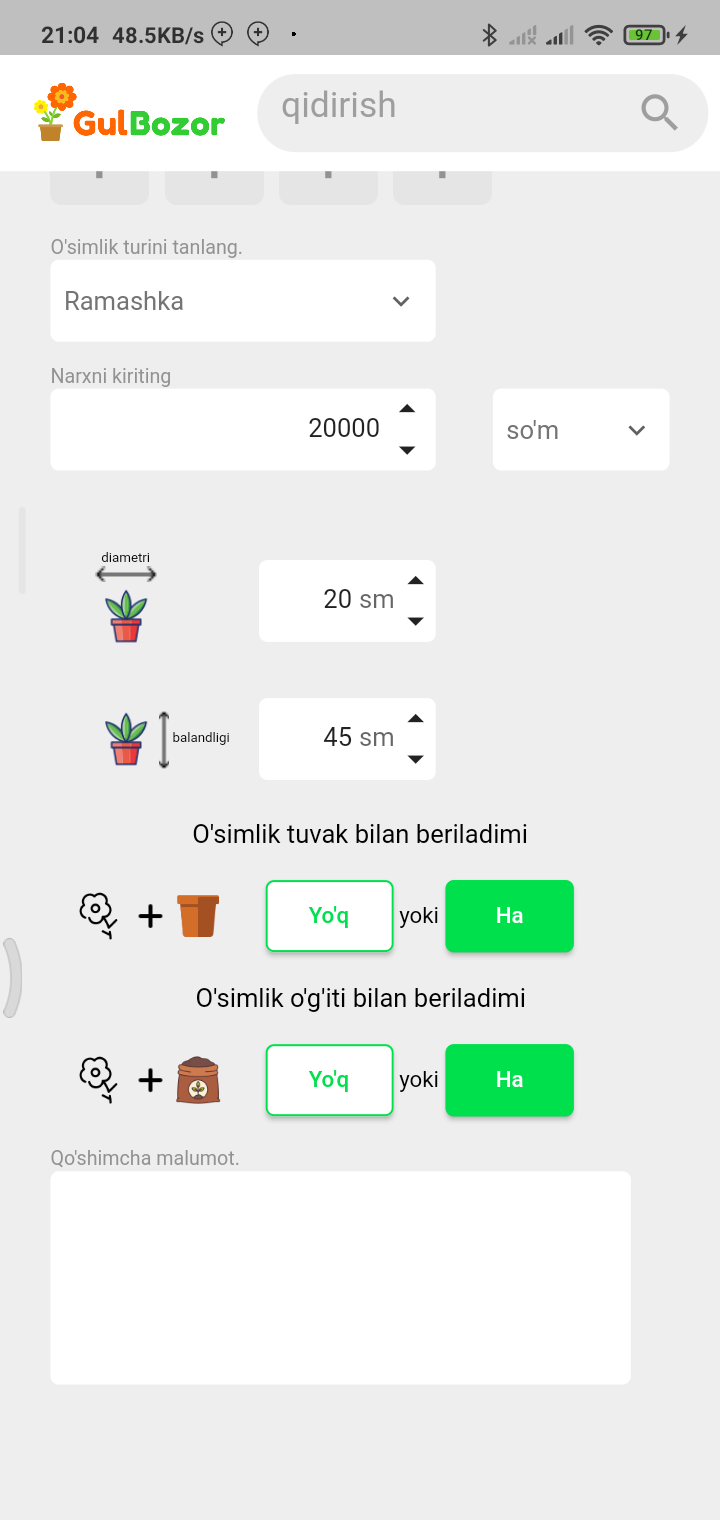 21:04 48.5KB/s 97
GulBozor
qidirish
O'simlik turini tanlang.
Ramashka
Narxni kiriting
20000
so'm
diametri
20 sm
balandligi
45 sm
O'simlik tuvak bilan beriladimi
Yo'q yoki Ha
O'simlik o'g'iti bilan beriladimi
Yo'q yoki Ha
Qo'shimcha malumot.